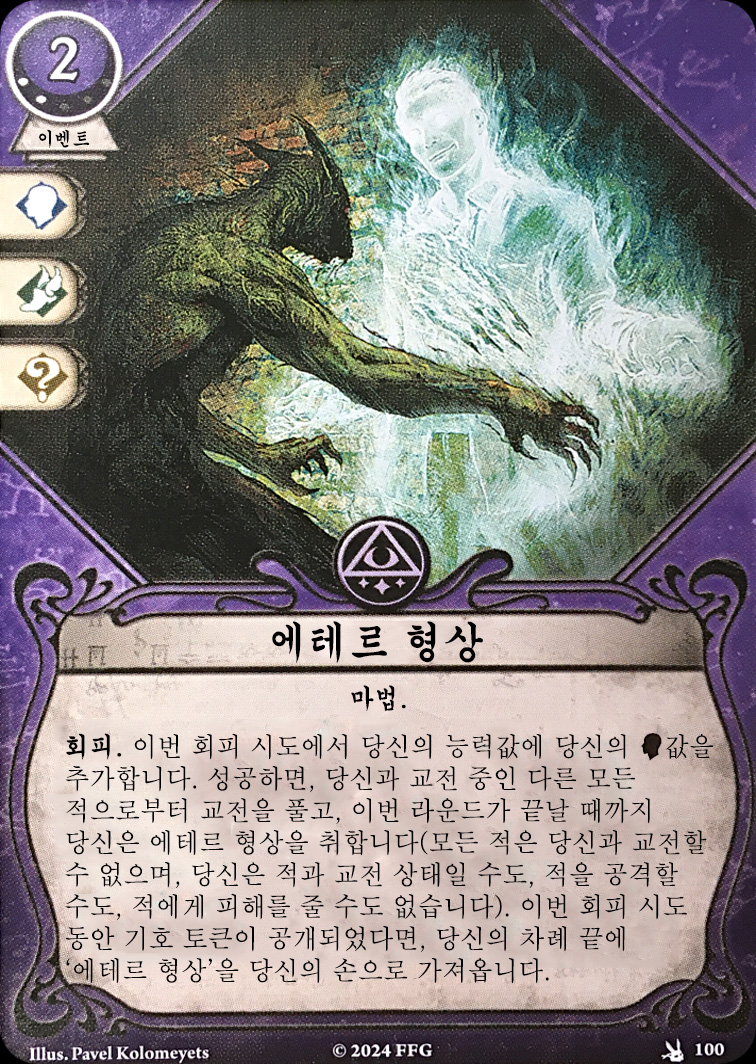 2
이벤트
에테르 형상
마법.
회피. 이번 회피 시도에서 당신의 능력값에 당신의 값을
추가합니다. 성공하면, 당신과 교전 중인 다른 모든
적으로부터 교전을 풀고, 이번 라운드가 끝날 때까지
당신은 에테르 형상을 취합니다(모든 적은 당신과 교전할
수 없으며, 당신은 적과 교전 상태일 수도, 적을 공격할
수도, 적에게 피해를 줄 수도 없습니다). 이번 회피 시도
동안 기호 토큰이 공개되었다면, 당신의 차례 끝에
‘에테르 형상’을 당신의 손으로 가져옵니다.
Illus. Pavel Kolomeyets
© 2024 FFG
100